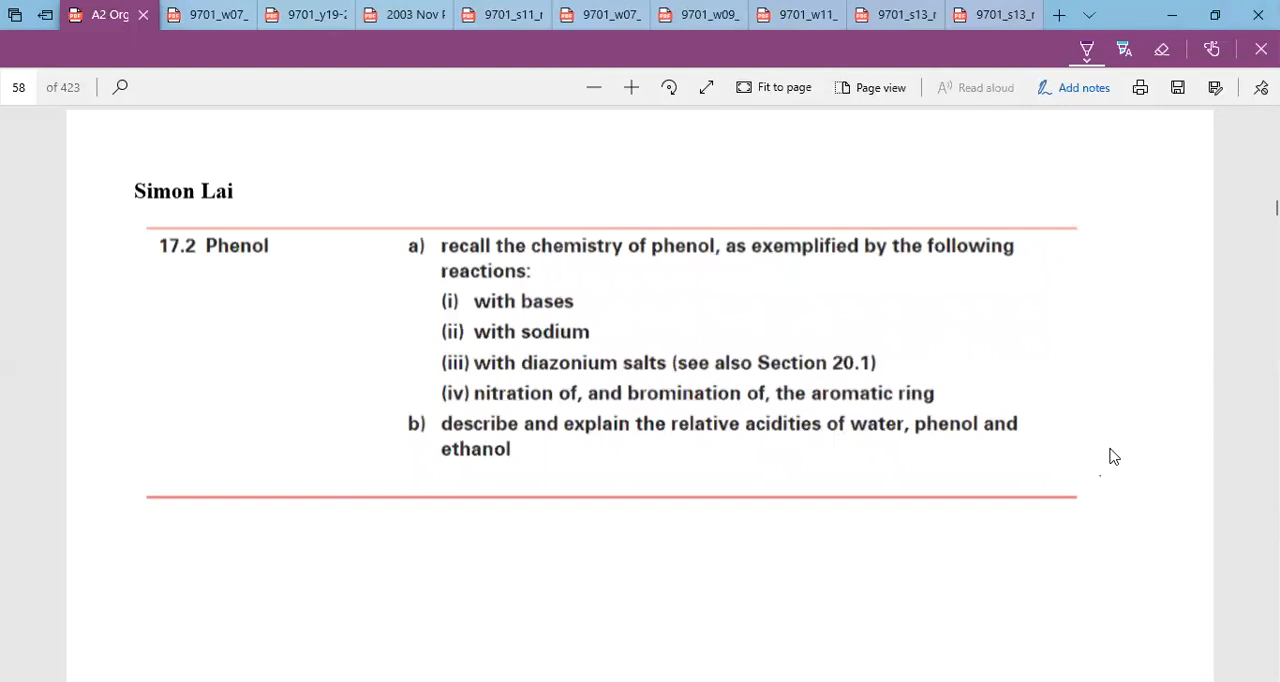 A2 Org
9701_w07_
9701_y19-2
2003 Nov
9701_s11_r
9701_w07_
9701_w09_
9701_w11_
9701_s13_r
9701_s13_r
58 of 423
Fit to page
Page view
Read aloud
Add notes
Simon Lai
17.2 Phenol
a) recall the chemistry of phenol, as exemplified by the following
reactions:
(i) with bases
(ii) with sodium
(iii) with diazonium salts (see also Section 20.1)
(iv) nitration of, and bromination of, the aromatic ring
b) describe and explain the relative acidities of water, phenol and
ethanol